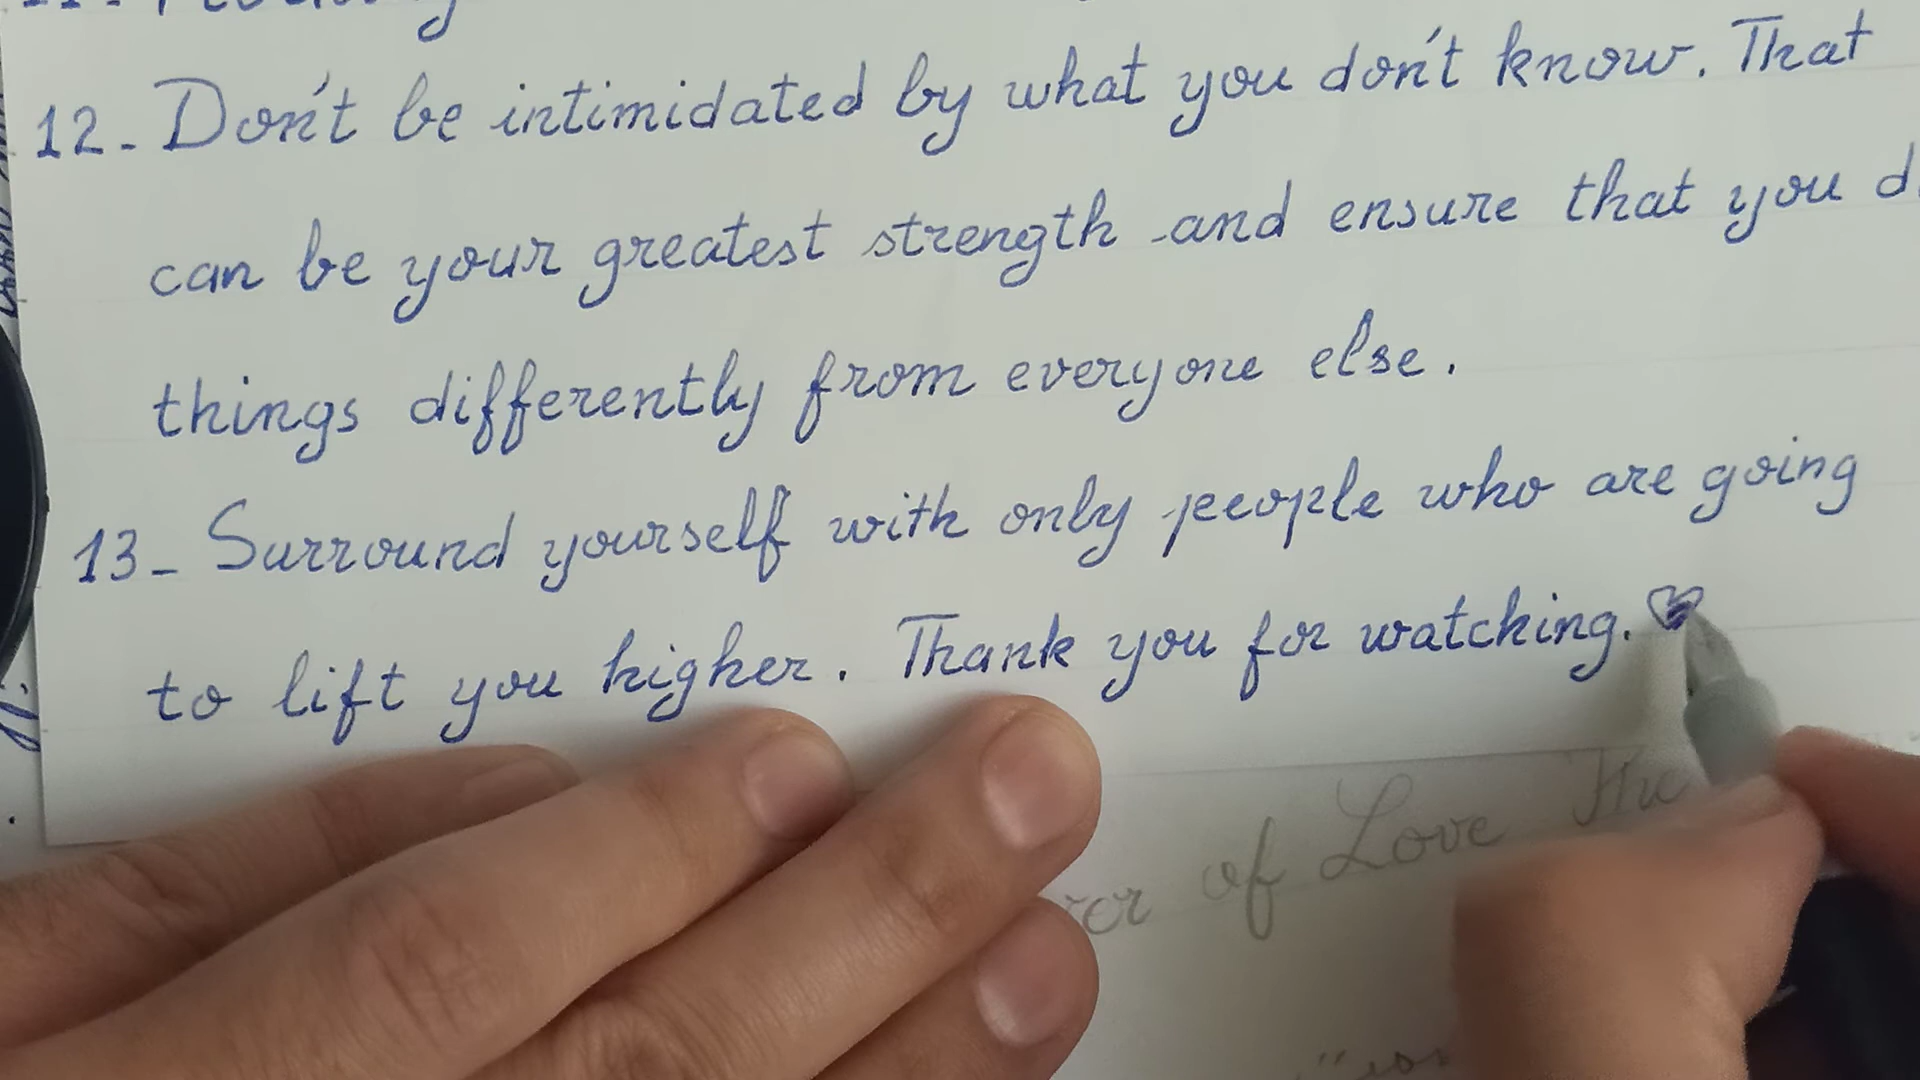 12- Don't be intimidated by what you don't know. That
can be your greatest strength and ensure that you
things differently from everyone else.
13- Surround yourself with only people who are going
to lift you higher. Thank you for watching.
of Love